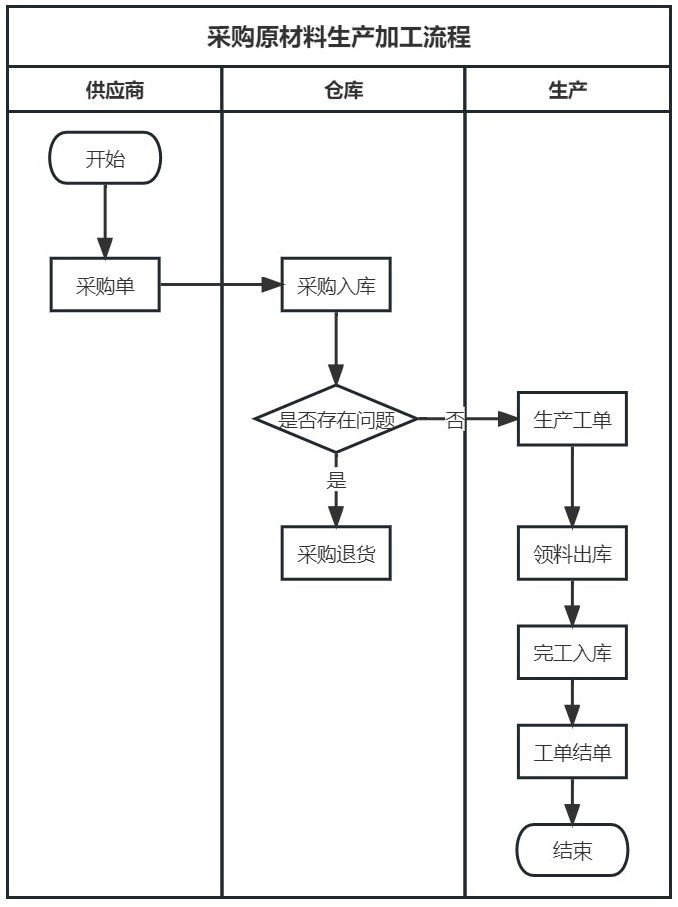 采购原材料生产加工流程
供应商
仓库
生产
开始
采购单
采购入库
是否存在问题
否
生产工单
是
采购退货
领料出库
完工入库
工单结单
结束